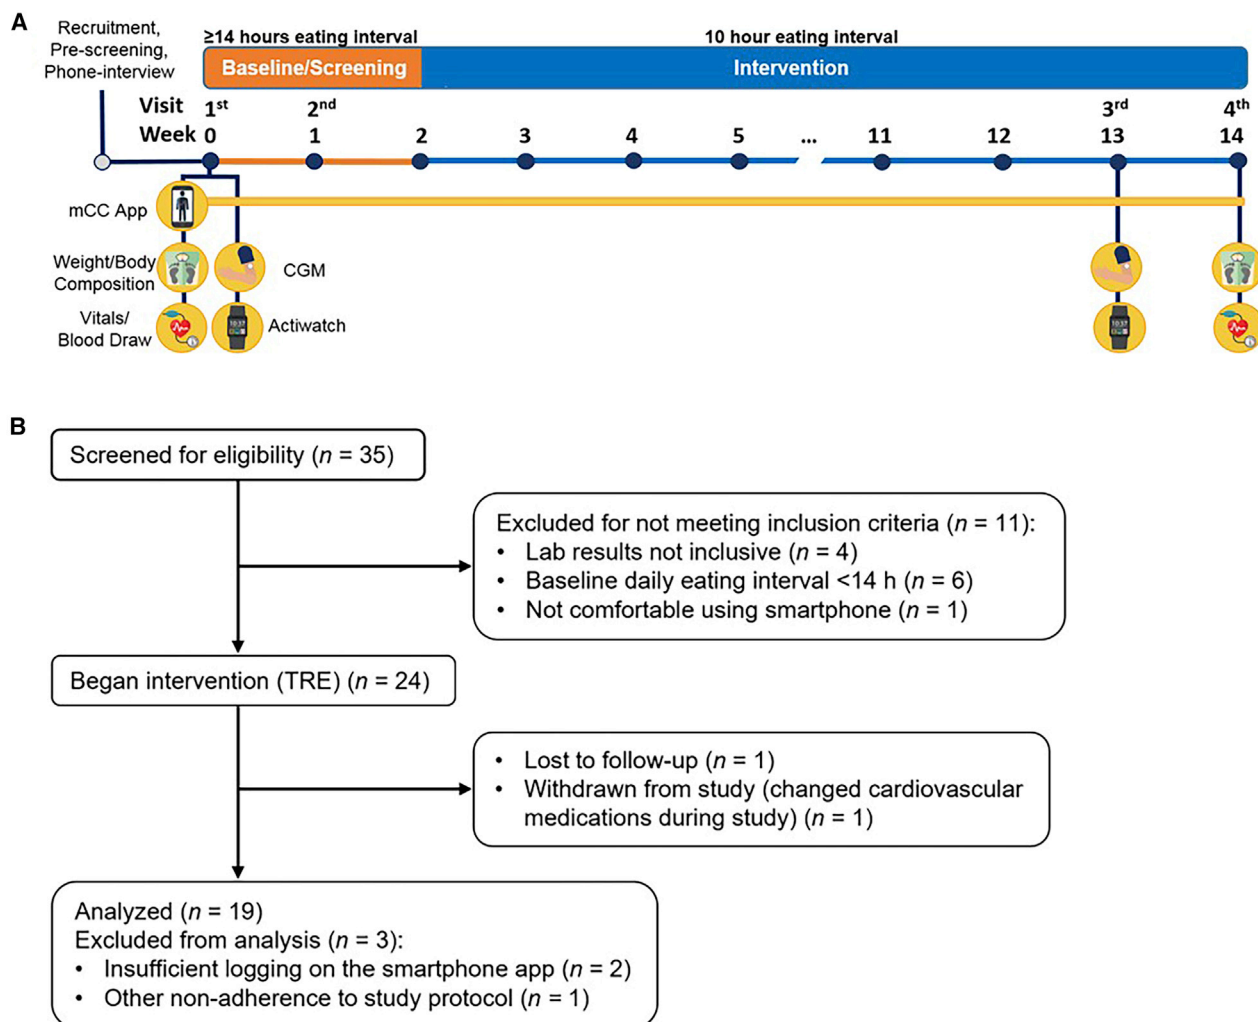 A
Recruitment,
Pre-screening,
Phone-interview
≥14 hours eating interval
10 hour eating interval
Baseline/Screening
Intervention
Visit 1st 2nd 3rd 4th
Week 0 1 2 3 4 5 ... 11 12 13 14
mCC App
Weight/Body
Composition
CGM
Vitals/
Blood Draw
Actiwatch
B
Screened for eligibility (n = 35)
Excluded for not meeting inclusion criteria (n = 11):
• Lab results not inclusive (n = 4)
• Baseline daily eating interval <14 h (n = 6)
• Not comfortable using smartphone (n = 1)
Began intervention (TRE) (n = 24)
• Lost to follow-up (n = 1)
• Withdrawn from study (changed cardiovascular
medications during study) (n = 1)
Analyzed (n = 19)
Excluded from analysis (n = 3):
• Insufficient logging on the smartphone app (n = 2)
• Other non-adherence to study protocol (n = 1)